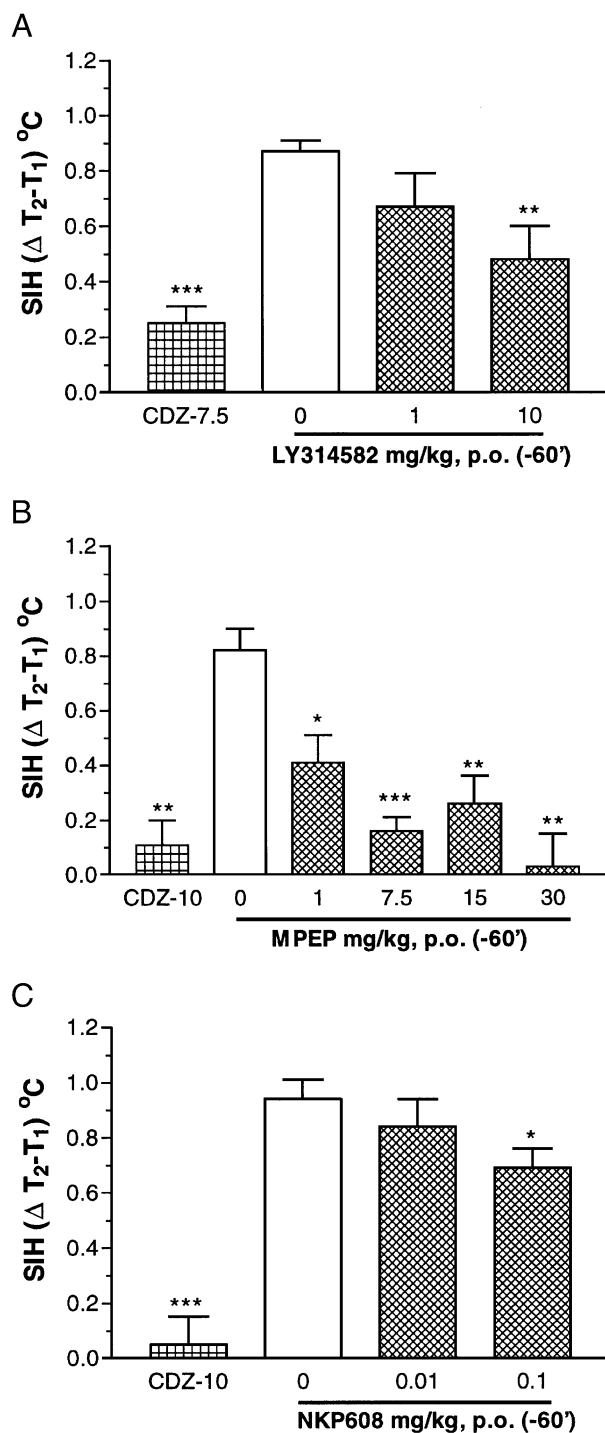 A
SIH (Δ T2-T1) °C
1.2
1.0
0.8
0.6
0.4
0.2
0.0
***
**
CDZ-7.5 0 1 10
LY314582 mg/kg, p.o. (-60')
B
SIH (Δ T2-T1) °C
1.2
1.0
0.8
0.6
0.4
0.2
0.0
**
*
***
**
**
CDZ-10 0 1 7.5 15 30
MPEP mg/kg, p.o. (-60')
C
SIH (Δ T2-T1) °C
1.2
1.0
0.8
0.6
0.4
0.2
0.0
***
*
CDZ-10 0 0.01 0.1
NKP608 mg/kg, p.o. (-60')